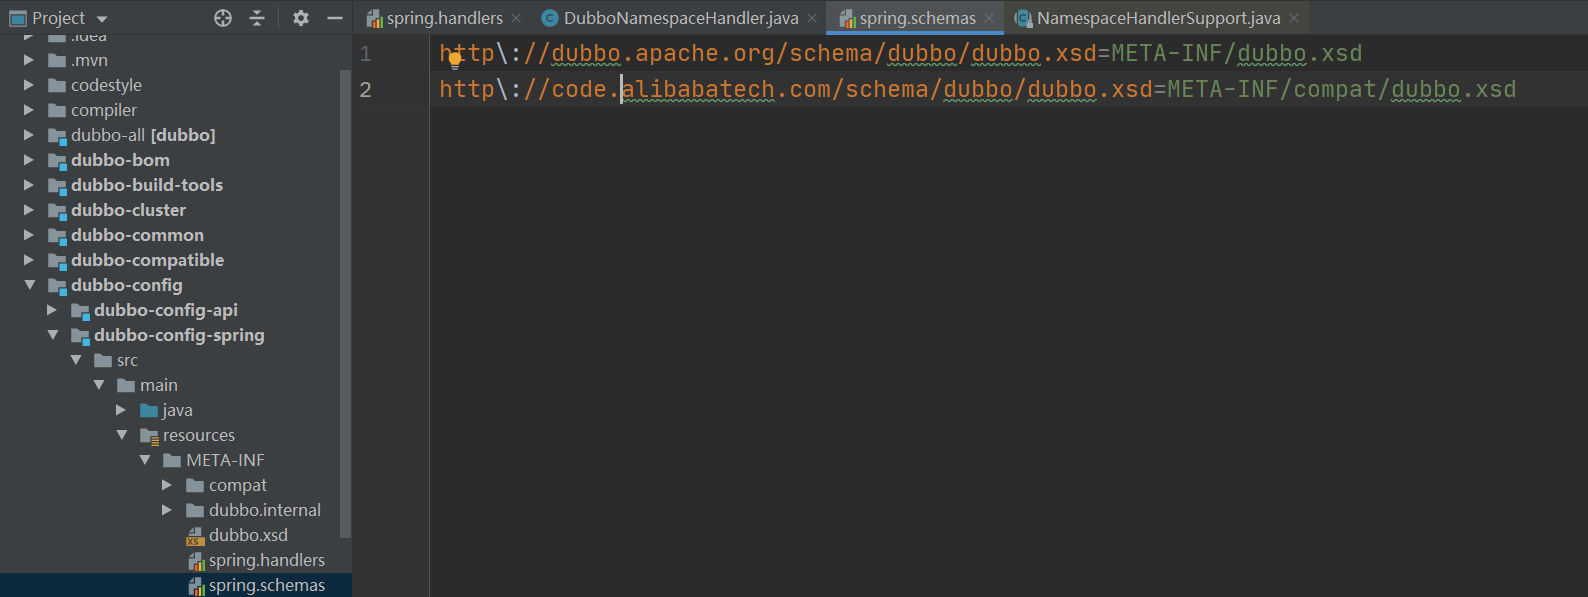 Project
spring.handlers
DubboNamespaceHandler.java
spring.schemas
NamespaceHandlerSupport.java
.idea
.mvn
codestyle
compiler
dubbo-all [dubbo]
dubbo-bom
dubbo-build-tools
dubbo-cluster
dubbo-common
dubbo-compatible
dubbo-config
dubbo-config-api
dubbo-config-spring
src
main
java
resources
META-INF
compat
dubbo.internal
dubbo.xsd
spring.handlers
spring.schemas
1 http\://dubbo.apache.org/schema/dubbo/dubbo.xsd=META-INF/dubbo.xsd
2 http\://code.alibabatech.com/schema/dubbo/dubbo.xsd=META-INF/compat/dubbo.xsd